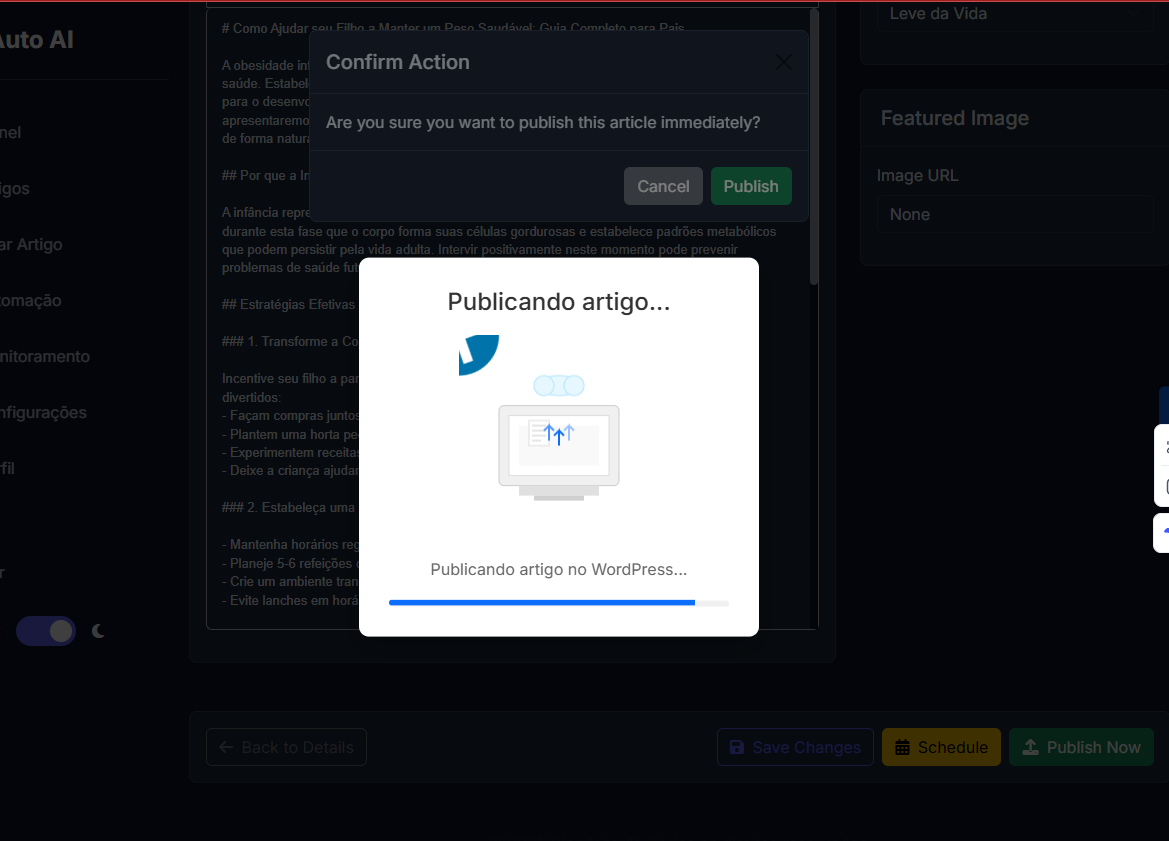 Auto AI
nel
igos
ar Artigo
tomação
nitoramento
nfigurações
rfil
r
# Como Ajudar seu Filho a Manter um Peso Saudável: Guia Completo para Pais
A obesidade inf
saúde. Estabel
para o desenvo
apresentaremo
de forma natura
## Por que a In
A infância repre
durante esta fase que o corpo forma suas células gordurosas e estabelece padrões metabólicos
que podem persistir pela vida adulta. Intervir positivamente neste momento pode prevenir
problemas de saúde fut
## Estratégias Efetivas
### 1. Transforme a Co
Incentive seu filho a par
divertidos:
- Façam compras juntos
- Plantem uma horta pe
- Experimentem receitas
- Deixe a criança ajudar
### 2. Estabeleça uma
- Mantenha horários reg
- Planeje 5-6 refeições
- Crie um ambiente tran
- Evite lanches em horá
Confirm Action
Are you sure you want to publish this article immediately?
Cancel
Publish
Publicando artigo...
Publicando artigo no WordPress...
Leve da Vida
Featured Image
Image URL
None
Back to Details
Save Changes
Schedule
Publish Now